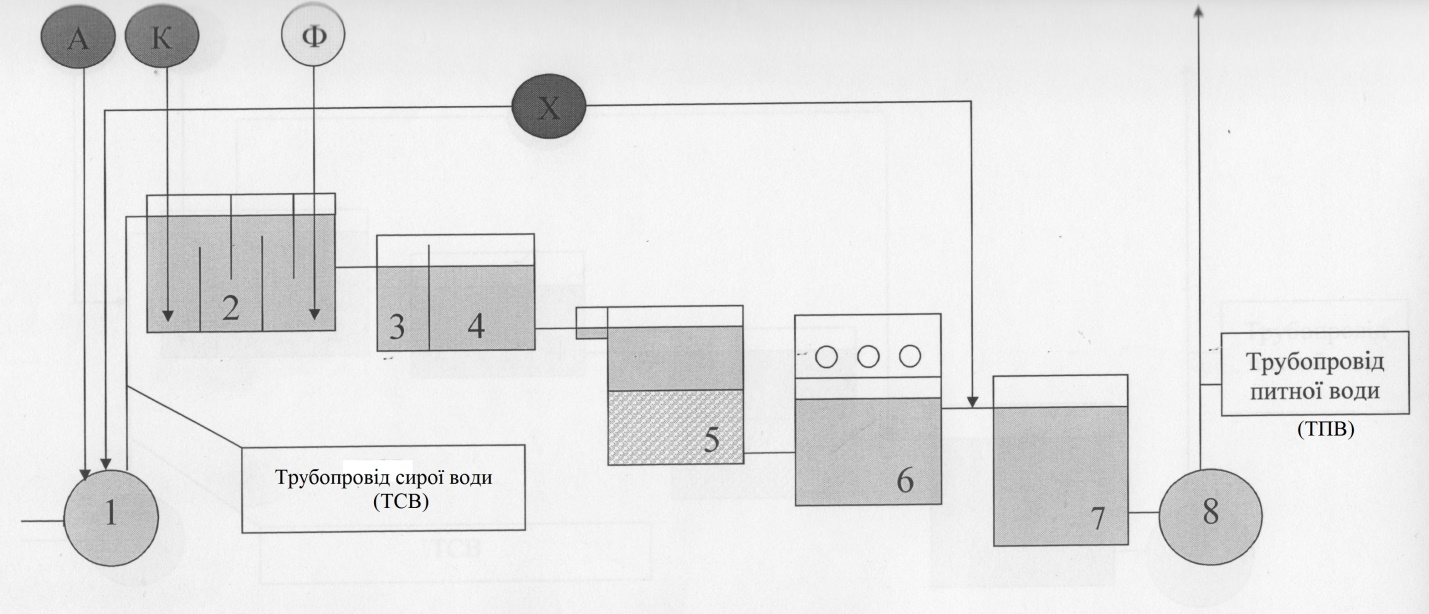 А К Ф
Х
2
3 4
5
6
7
1
8
Трубопровід сирої води
(ТСВ)
Трубопровід
питної води
(ТПВ)